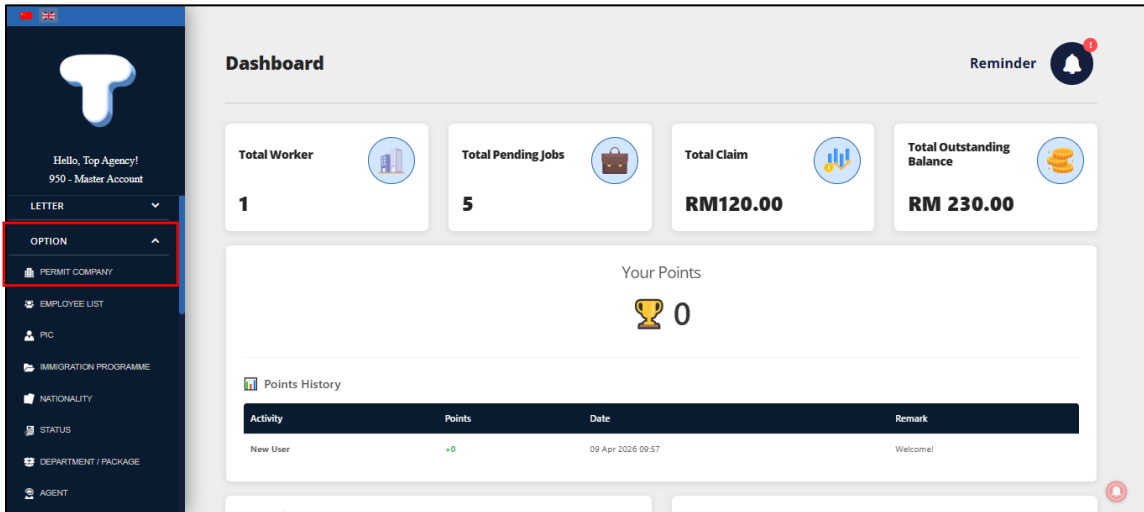 Hello, Top Agency!
950 - Master Account
LETTER
OPTION
PERMIT COMPANY
EMPLOYEE LIST
PIC
IMMIGRATION PROGRAMME
NATIONALITY
STATUS
DEPARTMENT / PACKAGE
AGENT
Dashboard
Reminder
!
Total Worker
1
Total Pending Jobs
5
Total Claim
RM120.00
Total Outstanding
Balance
RM 230.00
Your Points
0
Points History
Activity Points Date Remark
New User +0 09 Apr 2026 09:57 Welcome!